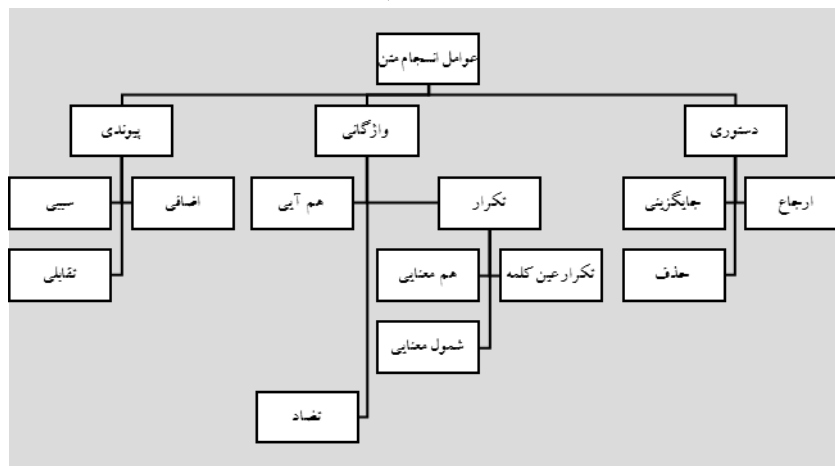 عوامل انسجام متن
دستوری
واژگانی
پیوندی
ارجاع
جایگزینی
تکرار
هم آیی
اضافی
سببی
حذف
تکرار عین کلمه
هم معنایی
تقابلی
شمول معنایی
تضاد